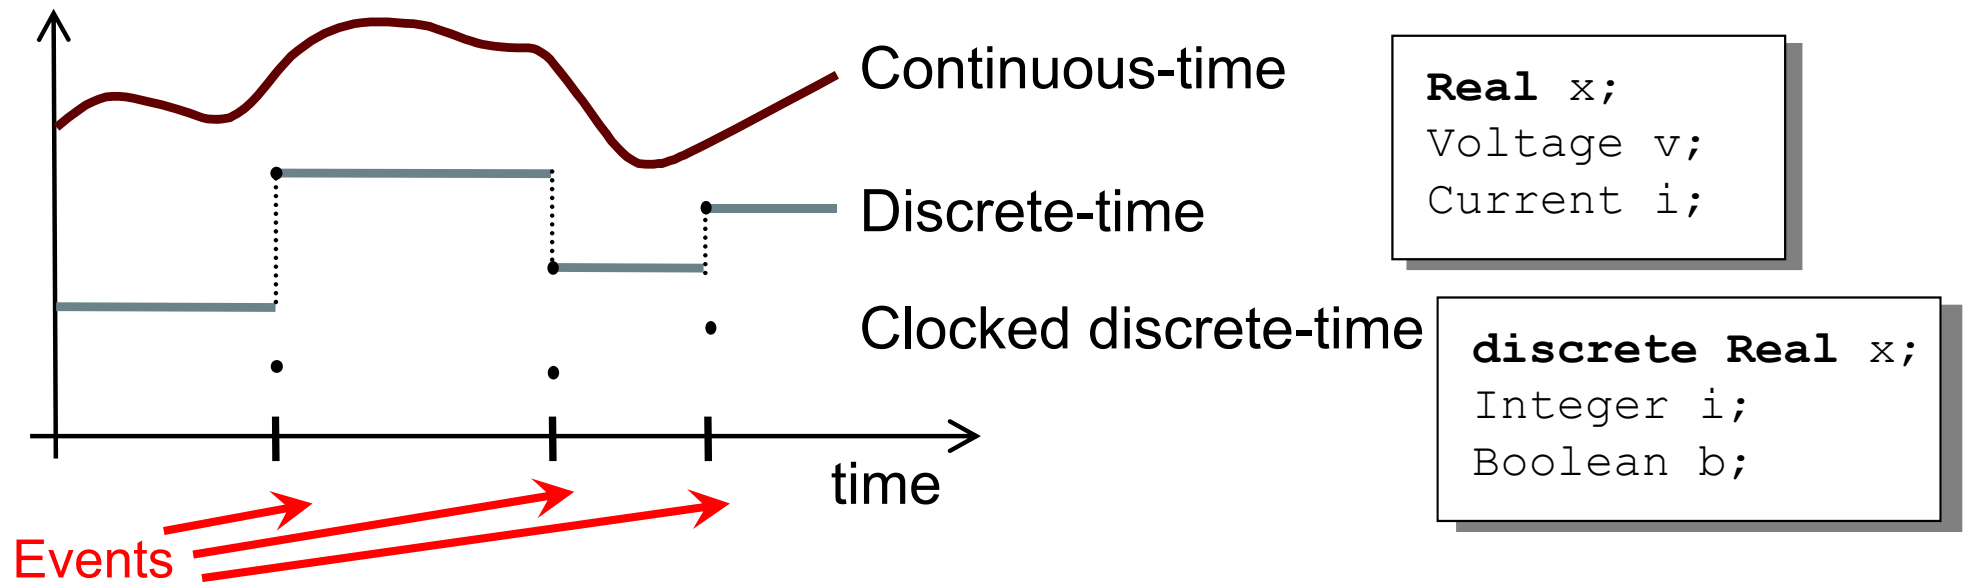 Continuous-time
Real x;
Voltage v;
Current i;
Discrete-time
Clocked discrete-time
discrete Real x;
Integer i;
Boolean b;
time
Events